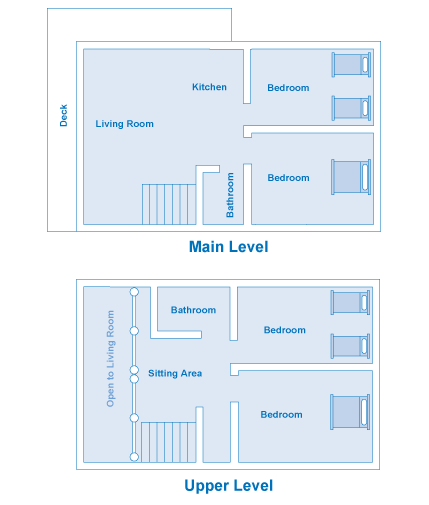 Kitchen
Bedroom
Deck
Living Room
Bedroom
Bathroom
Main Level
Bathroom
Open to Living Room
Bedroom
Sitting Area
Bedroom
Upper Level